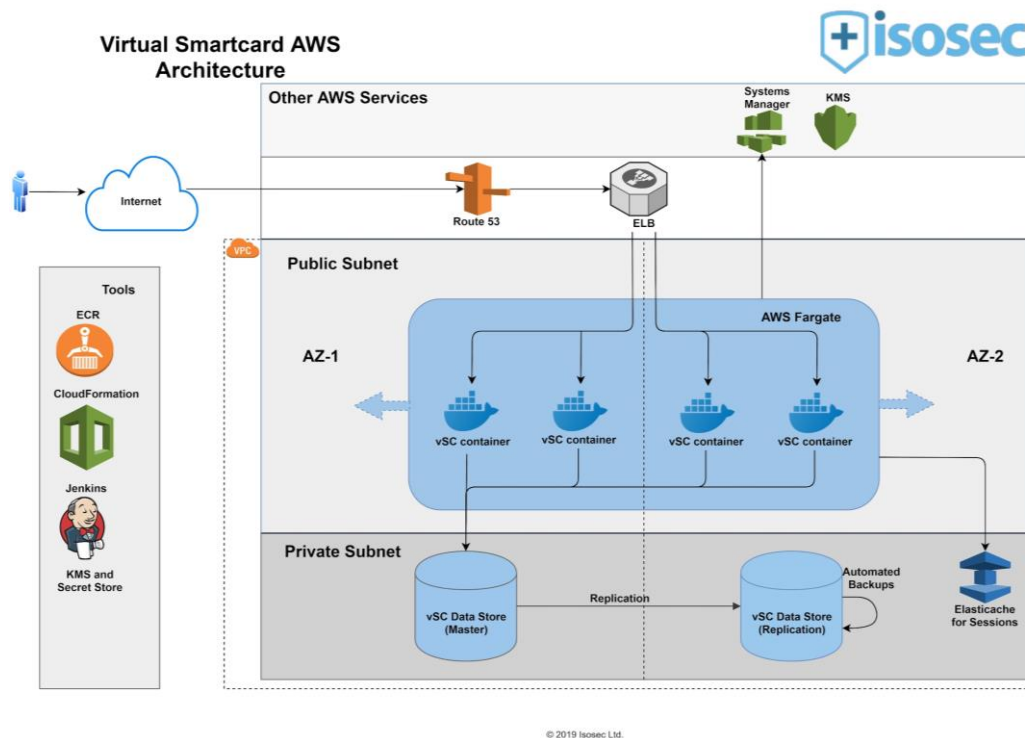 Virtual Smartcard AWS
Architecture
isosec
Other AWS Services
Systems
Manager
KMS
Internet
Route 53
ELB
VPC
Public Subnet
Tools
ECR
CloudFormation
Jenkins
KMS and
Secret Store
AWS Fargate
AZ-1
AZ-2
vSC container
vSC container
vSC container
vSC container
Private Subnet
vSC Data Store
(Master)
Replication
vSC Data Store
(Replication)
Automated
Backups
Elasticache
for Sessions
© 2019 Isosec Ltd.